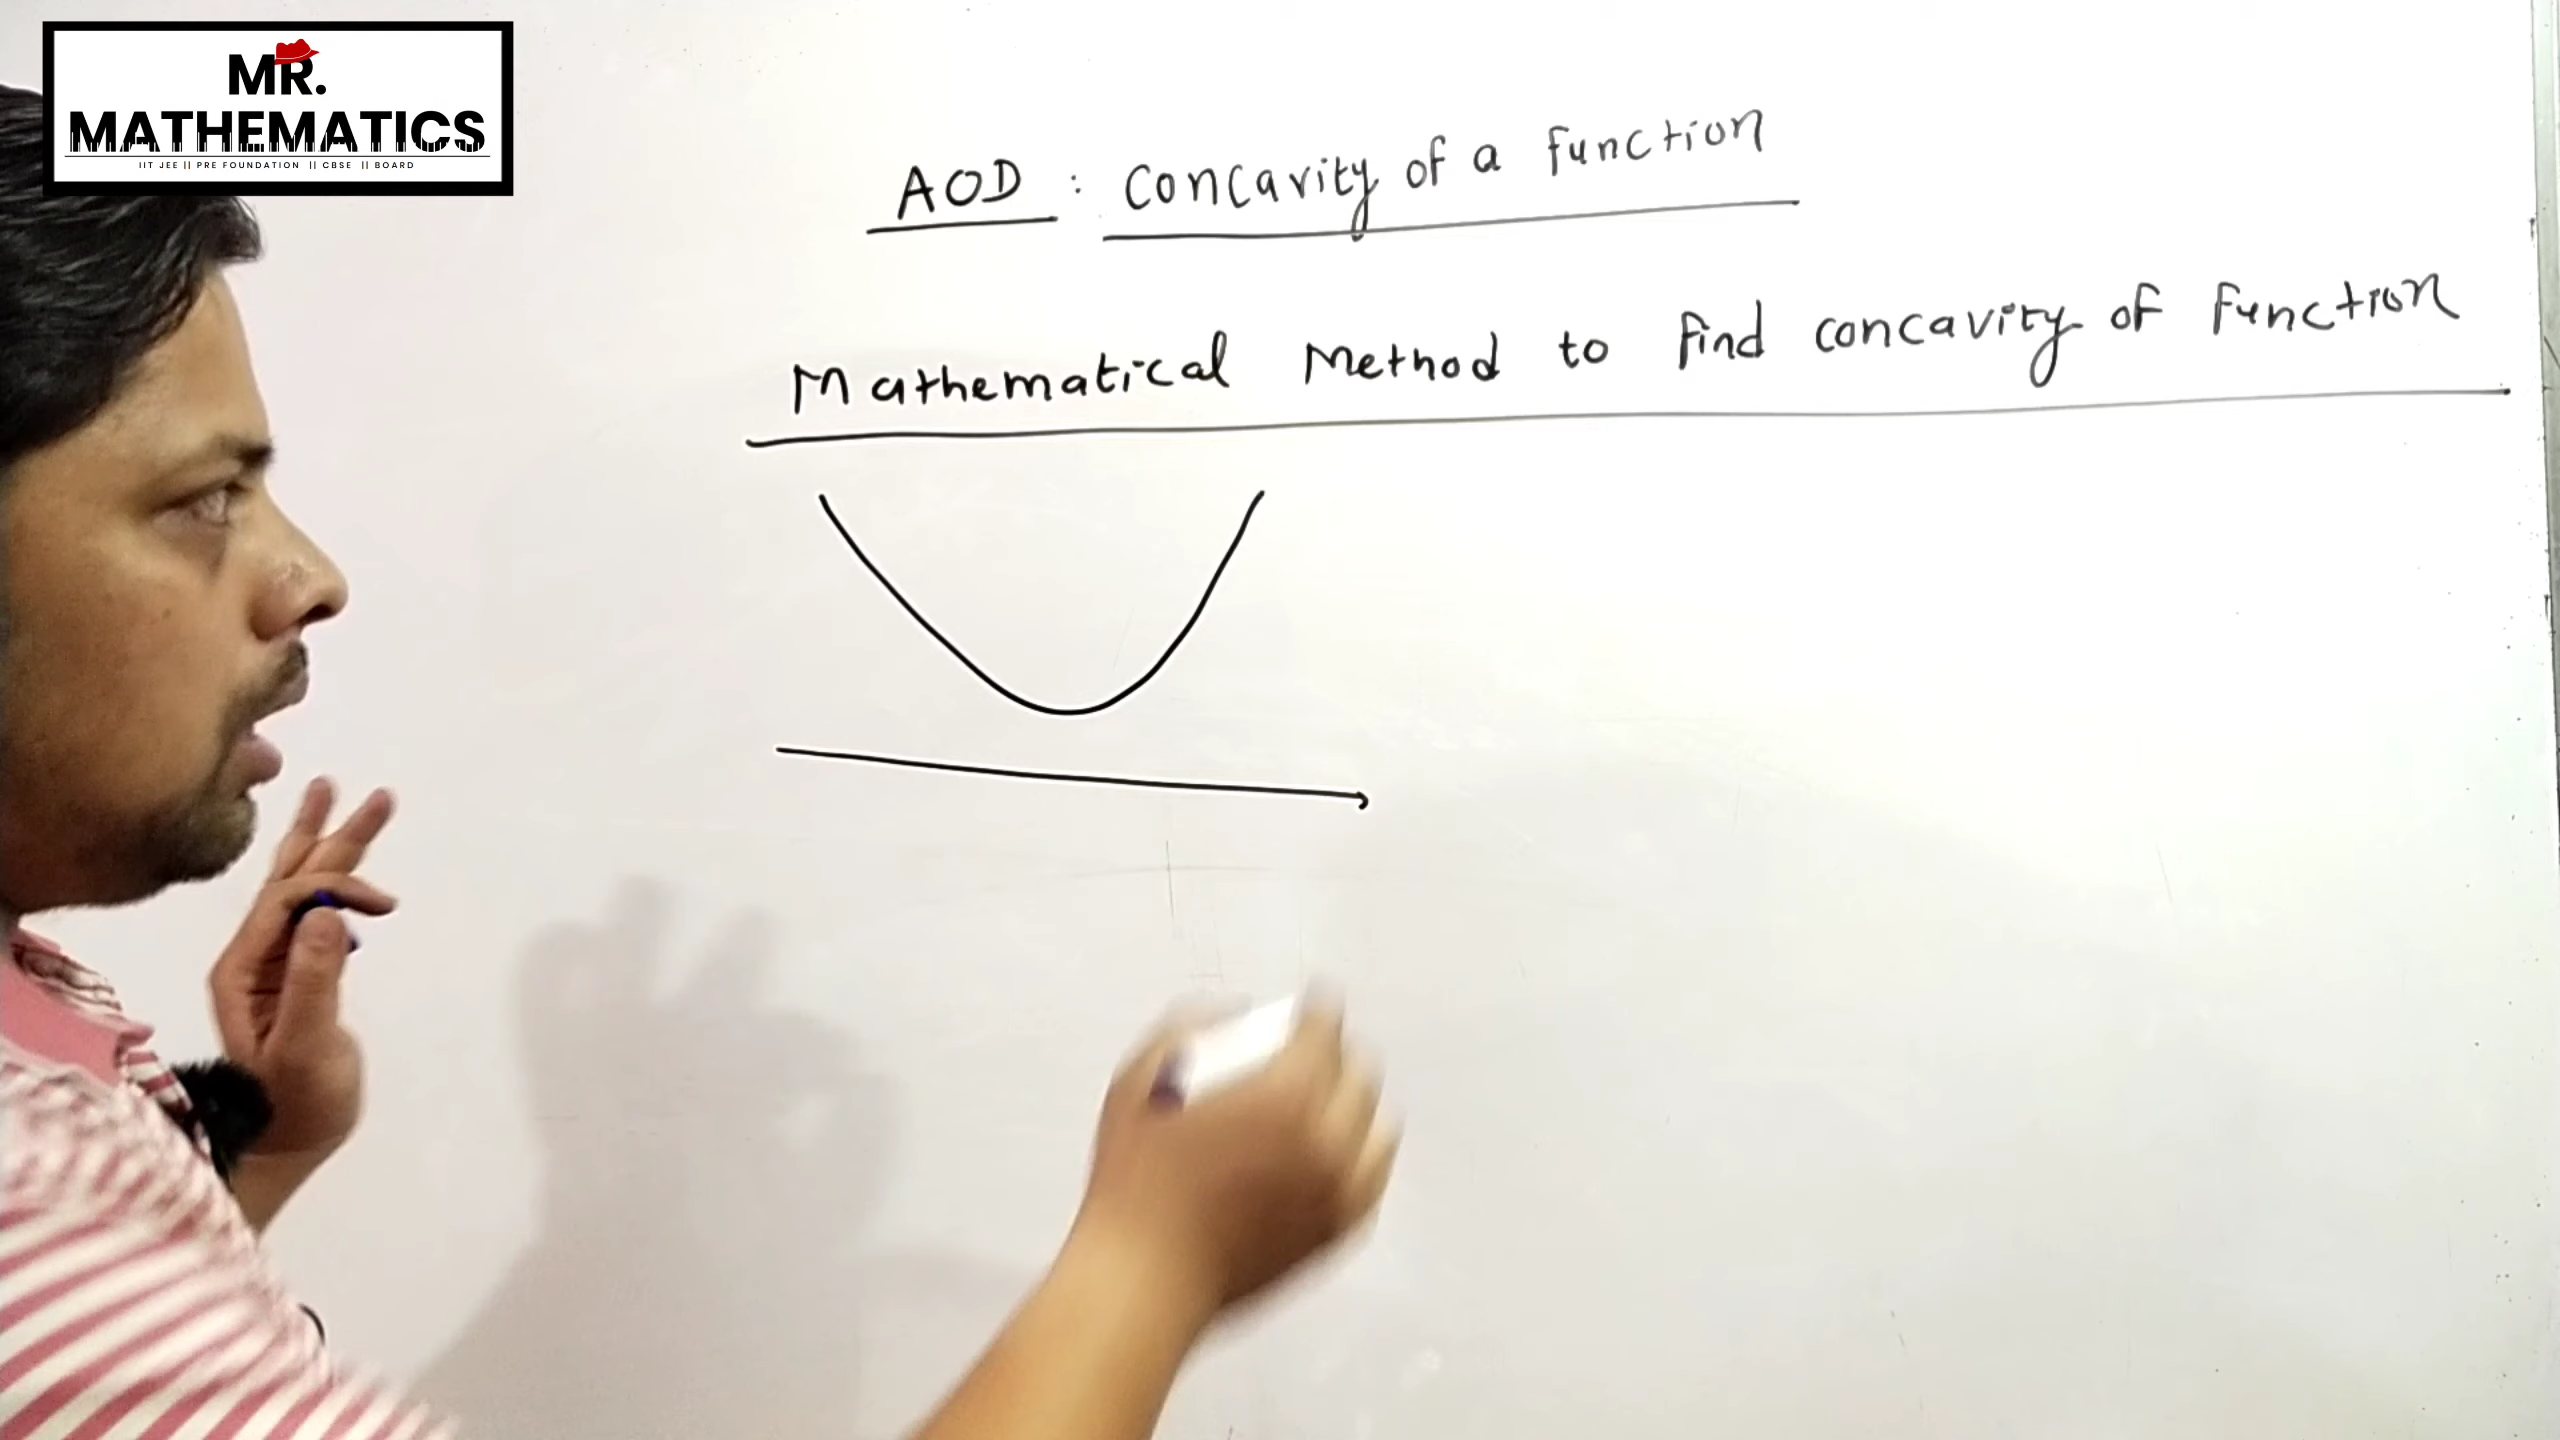 MR.
MATHEMATICS
IIT JEE || PRE FOUNDATION || CBSE || BOARD
AOD : Concavity of a function
Mathematical Method to find concavity of function